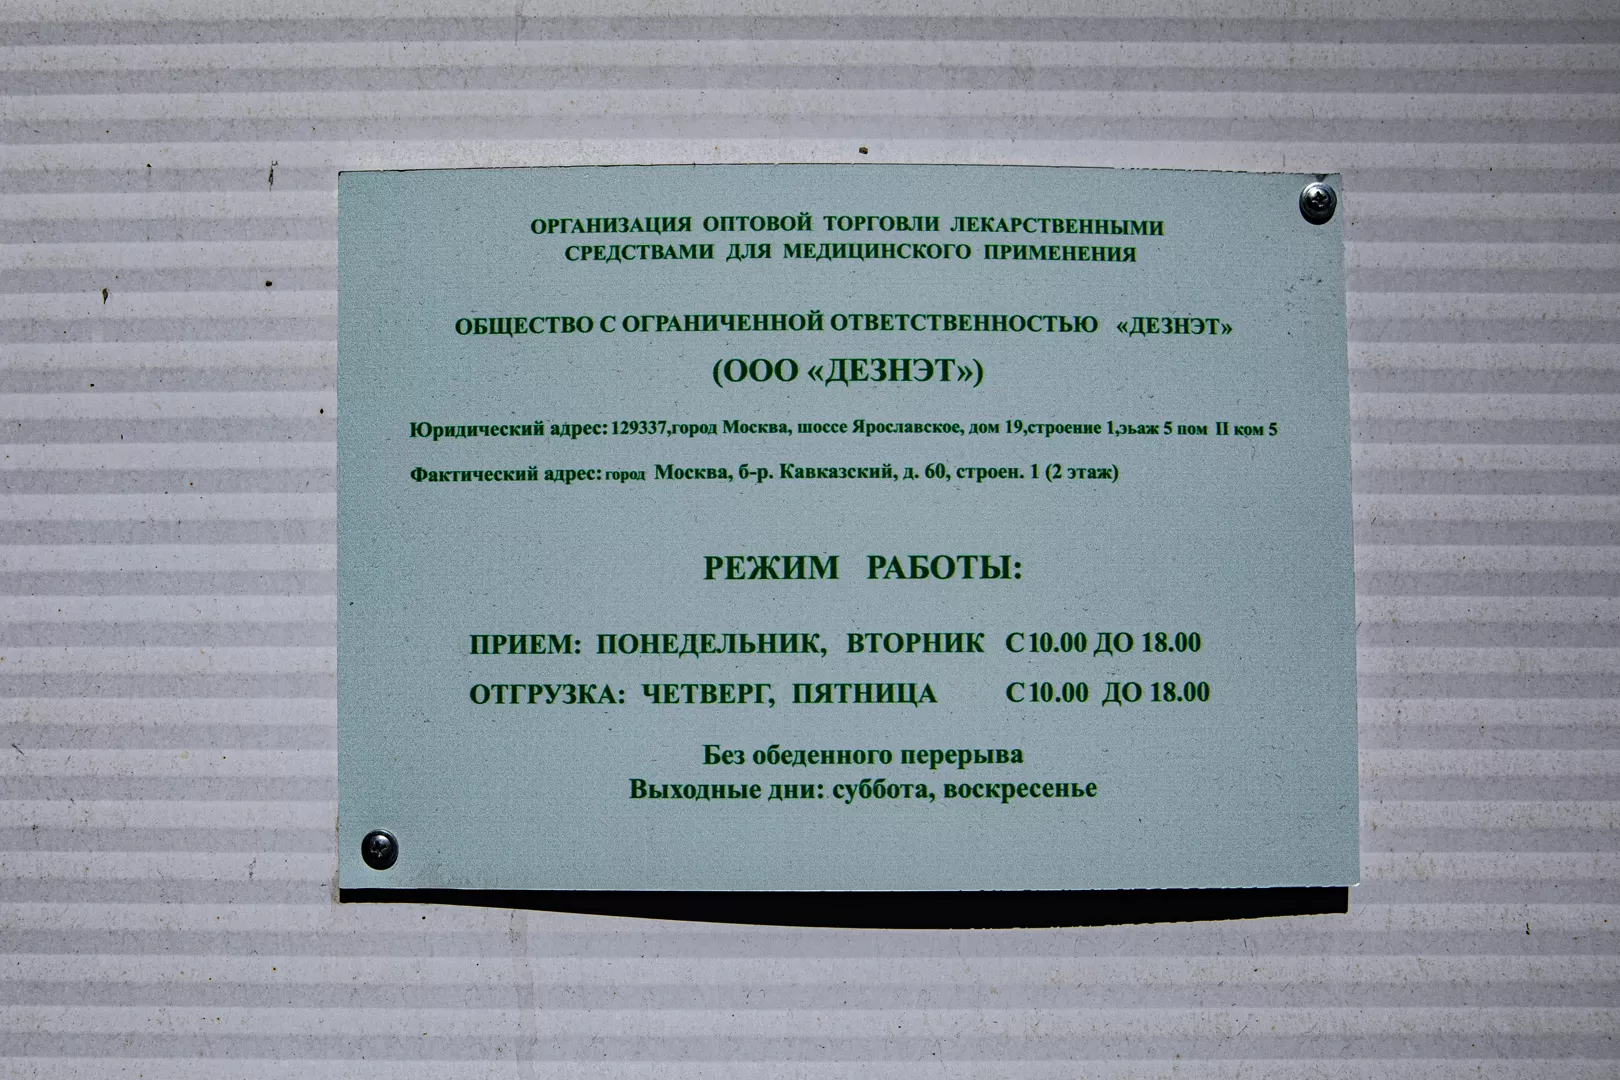 ОРГАНИЗАЦИЯ ОПТОВОЙ ТОРГОВЛИ ЛЕКАРСТВЕННЫМИ
СРЕДСТВАМИ ДЛЯ МЕДИЦИНСКОГО ПРИМЕНЕНИЯ
ОБЩЕСТВО С ОГРАНИЧЕННОЙ ОТВЕТСТВЕННОСТЬЮ «ДЕЗНЭТ»
(ООО «ДЕЗНЭТ»)
Юридический адрес: 129337,город Москва, шоссе Ярославское, дом 19,строение 1,эьаж 5 пом II ком 5
Фактический адрес: город Москва, б-р. Кавказский, д. 60, строен. 1 (2 этаж)
РЕЖИМ РАБОТЫ:
ПРИЕМ: ПОНЕДЕЛЬНИК, ВТОРНИК С 10.00 ДО 18.00
ОТГРУЗКА: ЧЕТВЕРГ, ПЯТНИЦА С 10.00 ДО 18.00
Без обеденного перерыва
Выходные дни: суббота, воскресенье